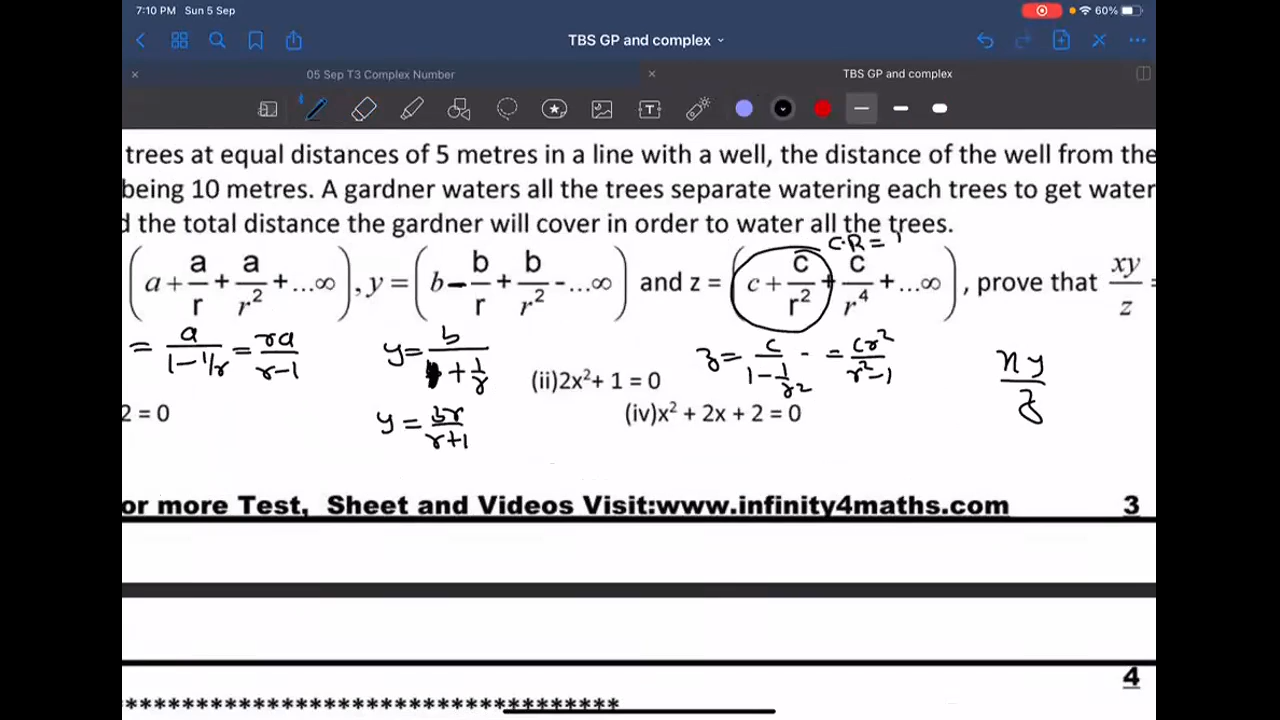 7:10 PM Sun 5 Sep 60%
TBS GP and complex
05 Sep T3 Complex Number TBS GP and complex
trees at equal distances of 5 metres in a line with a well, the distance of the well from the
being 10 metres. A gardner waters all the trees separate watering each trees to get water
d the total distance the gardner will cover in order to water all the trees.
C.R =
(a + a/r + a/r² + ...∞), y = (b - b/r + b/r² - ...∞) and z = (c + c/r² + c/r⁴ + ...∞), prove that xy/z =
= a/(1 - 1/r) = ra/(r-1) y = b/(1 + 1/r) z = c/(1 - 1/r²) = cr²/(r²-1) xy/z
(ii)2x² + 1 = 0
2 = 0 y = br/(r+1) (iv)x² + 2x + 2 = 0
or more Test, Sheet and Videos Visit:www.infinity4maths.com 3
4
**************************************